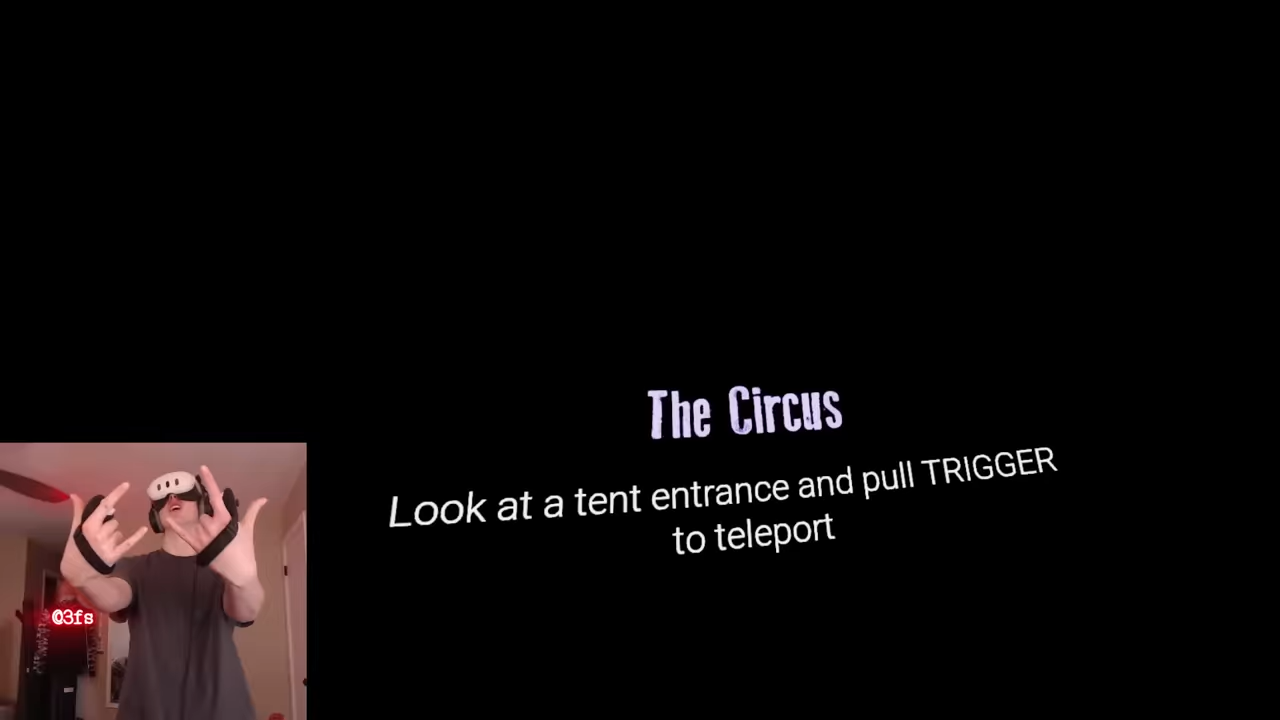 The Circus
Look at a tent entrance and pull TRIGGER
to teleport
©3fs